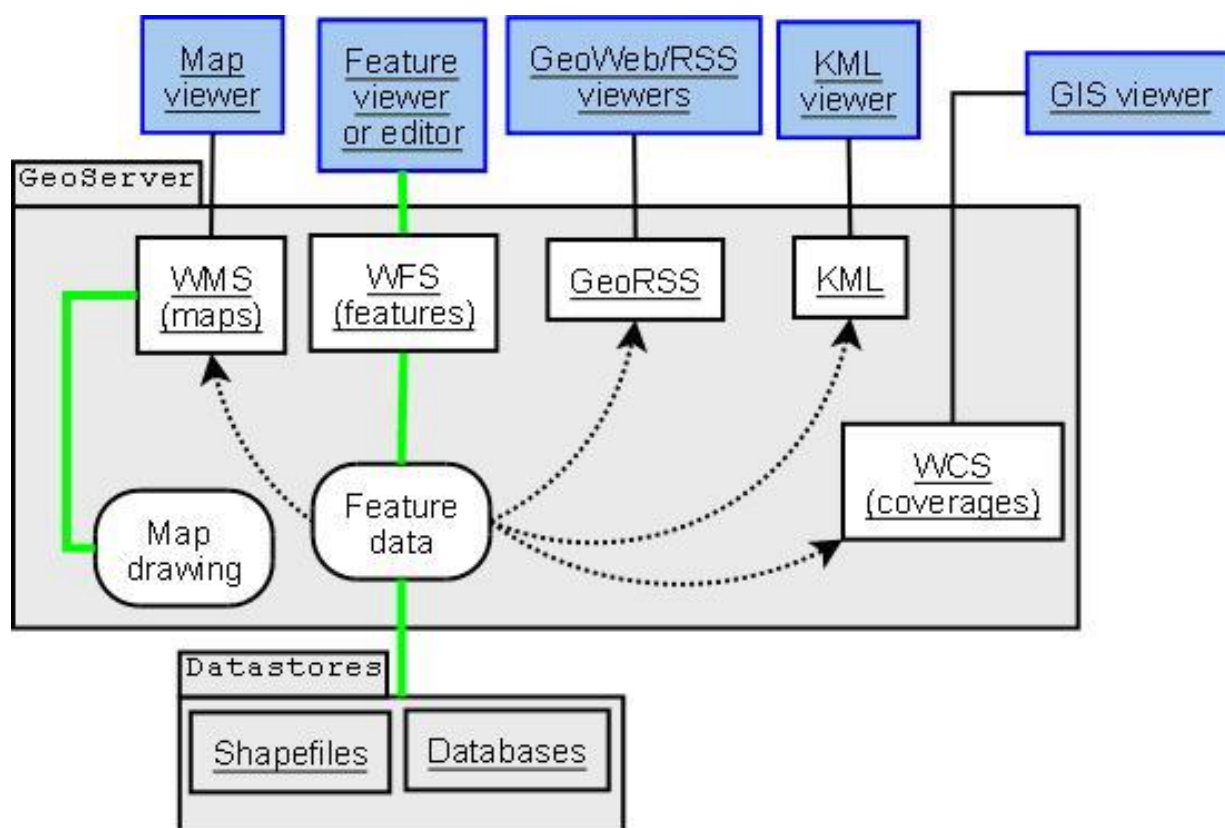 Map
viewer
Feature
viewer
or editor
GeoWeb/RSS
viewers
KML
viewer
GIS viewer
GeoServer
WMS
(maps)
WFS
(features)
GeoRSS
KML
WCS
(coverages)
Map
drawing
Feature
data
Datastores
Shapefiles
Databases